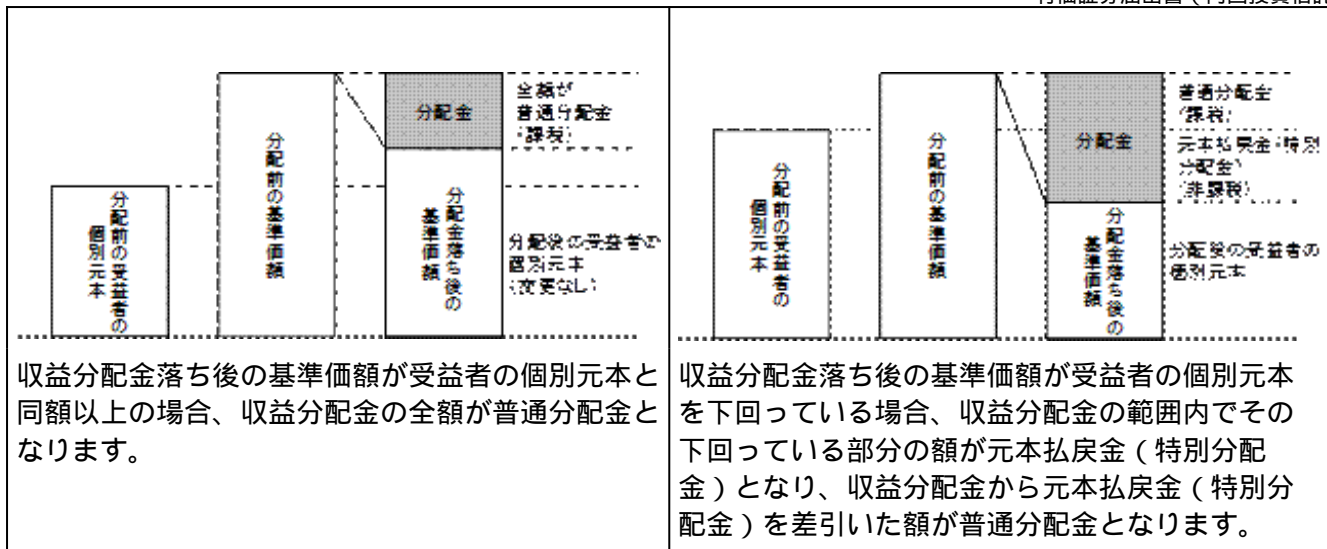 分配前の受益者の
個別元本
分配前の基準価額
分配金
分配金落ち後の
基準価額
全額が
普通分配金
(課税)
分配後の受益者の
個別元本
(変更なし)
収益分配金落ち後の基準価額が受益者の個別元本と
同額以上の場合、収益分配金の全額が普通分配金と
なります。
分配前の受益者の
個別元本
分配前の基準価額
分配金
分配金落ち後の
基準価額
普通分配金
(課税)
元本払戻金(特別
分配金)
(非課税)
分配後の受益者の
個別元本
収益分配金落ち後の基準価額が受益者の個別元本
を下回っている場合、収益分配金の範囲内でその
下回っている部分の額が元本払戻金(特別分配
金)となり、収益分配金から元本払戻金(特別分
配金)を差引いた額が普通分配金となります。